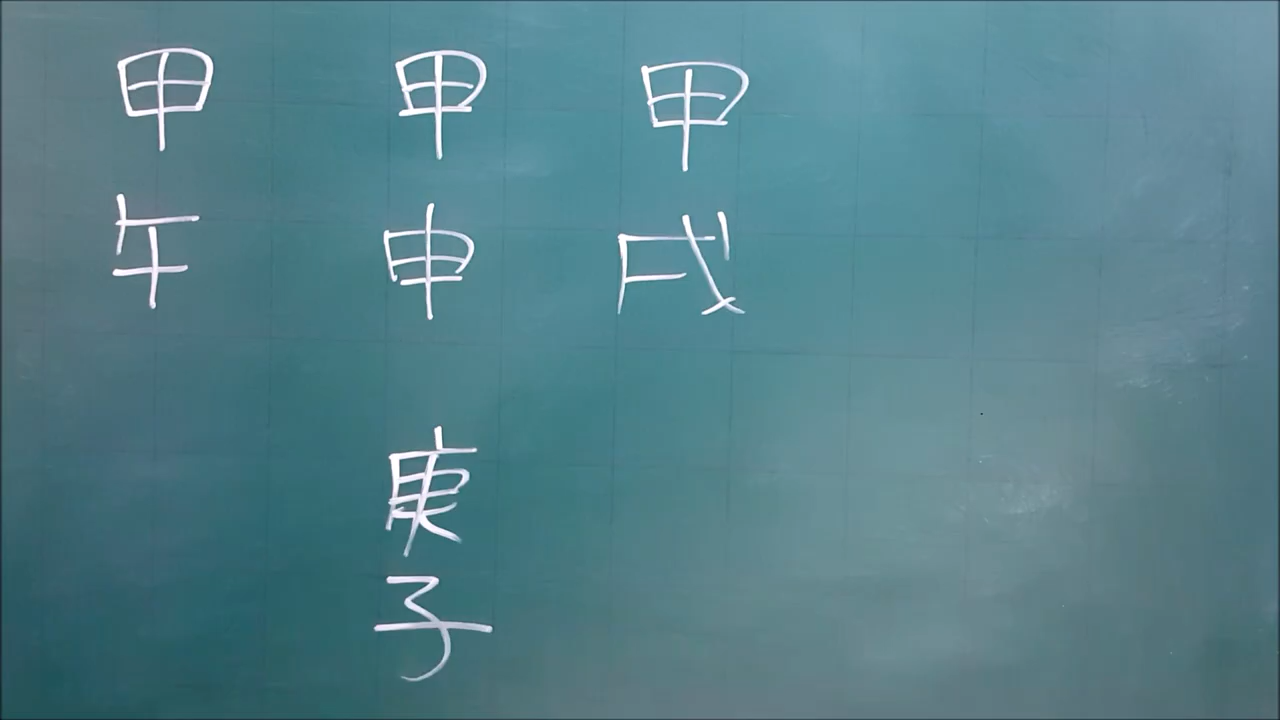 甲 甲 甲
午 申 戌
庚
子